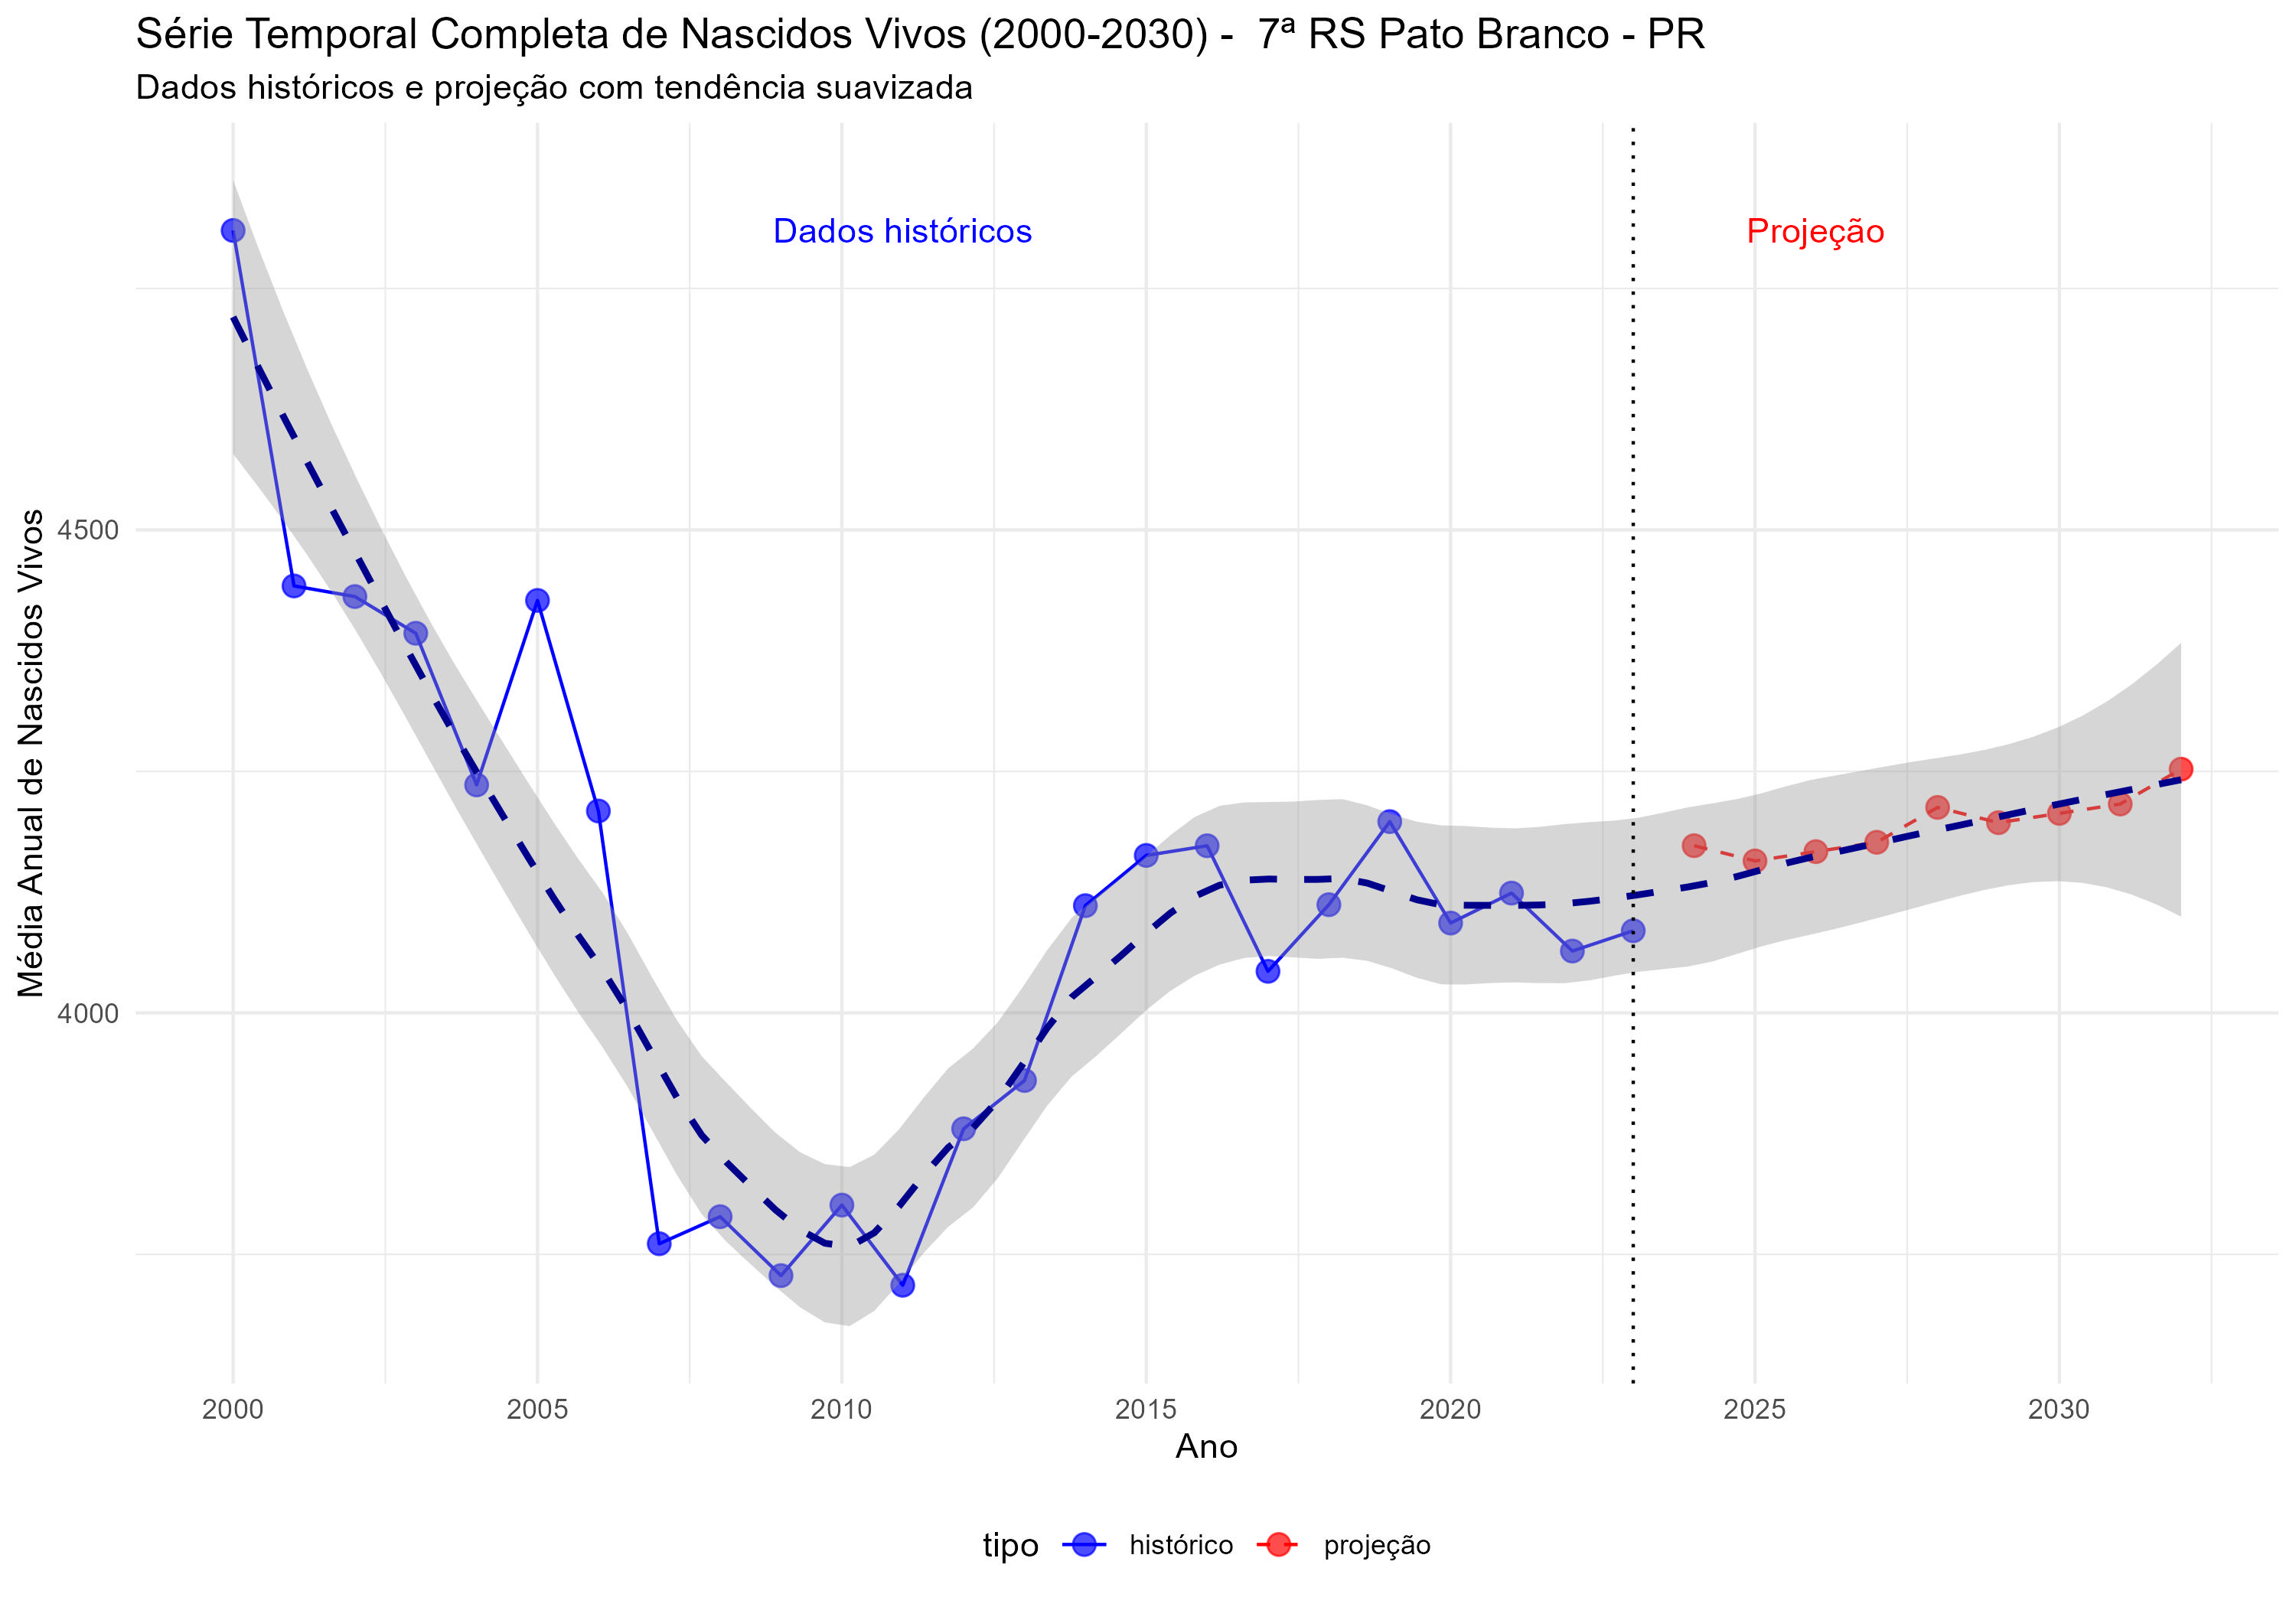 Série Temporal Completa de Nascidos Vivos (2000-2030) -  7ª RS Pato Branco - PR
Dados históricos e projeção com tendência suavizada
Dados históricos
Projeção
Média Anual de Nascidos Vivos
4500
4000
2000
2005
2010
2015
2020
2025
2030
Ano
tipo
histórico
projeção